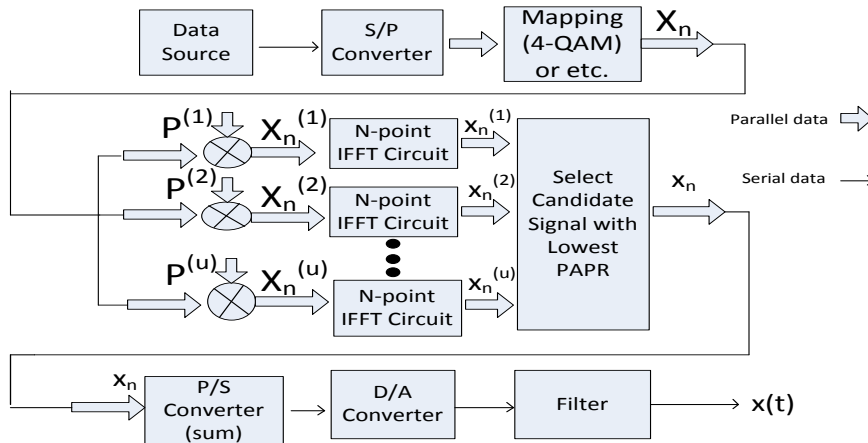 Data
Source
S/P
Converter
Mapping
(4-QAM)
or etc.
Xn
P(1)
Xn(1)
N-point
IFFT Circuit
xn(1)
P(2)
Xn(2)
N-point
IFFT Circuit
xn(2)
P(u)
Xn(u)
N-point
IFFT Circuit
xn(u)
Select
Candidate
Signal with
Lowest
PAPR
xn
Parallel data
Serial data
xn
P/S
Converter
(sum)
D/A
Converter
Filter
x(t)